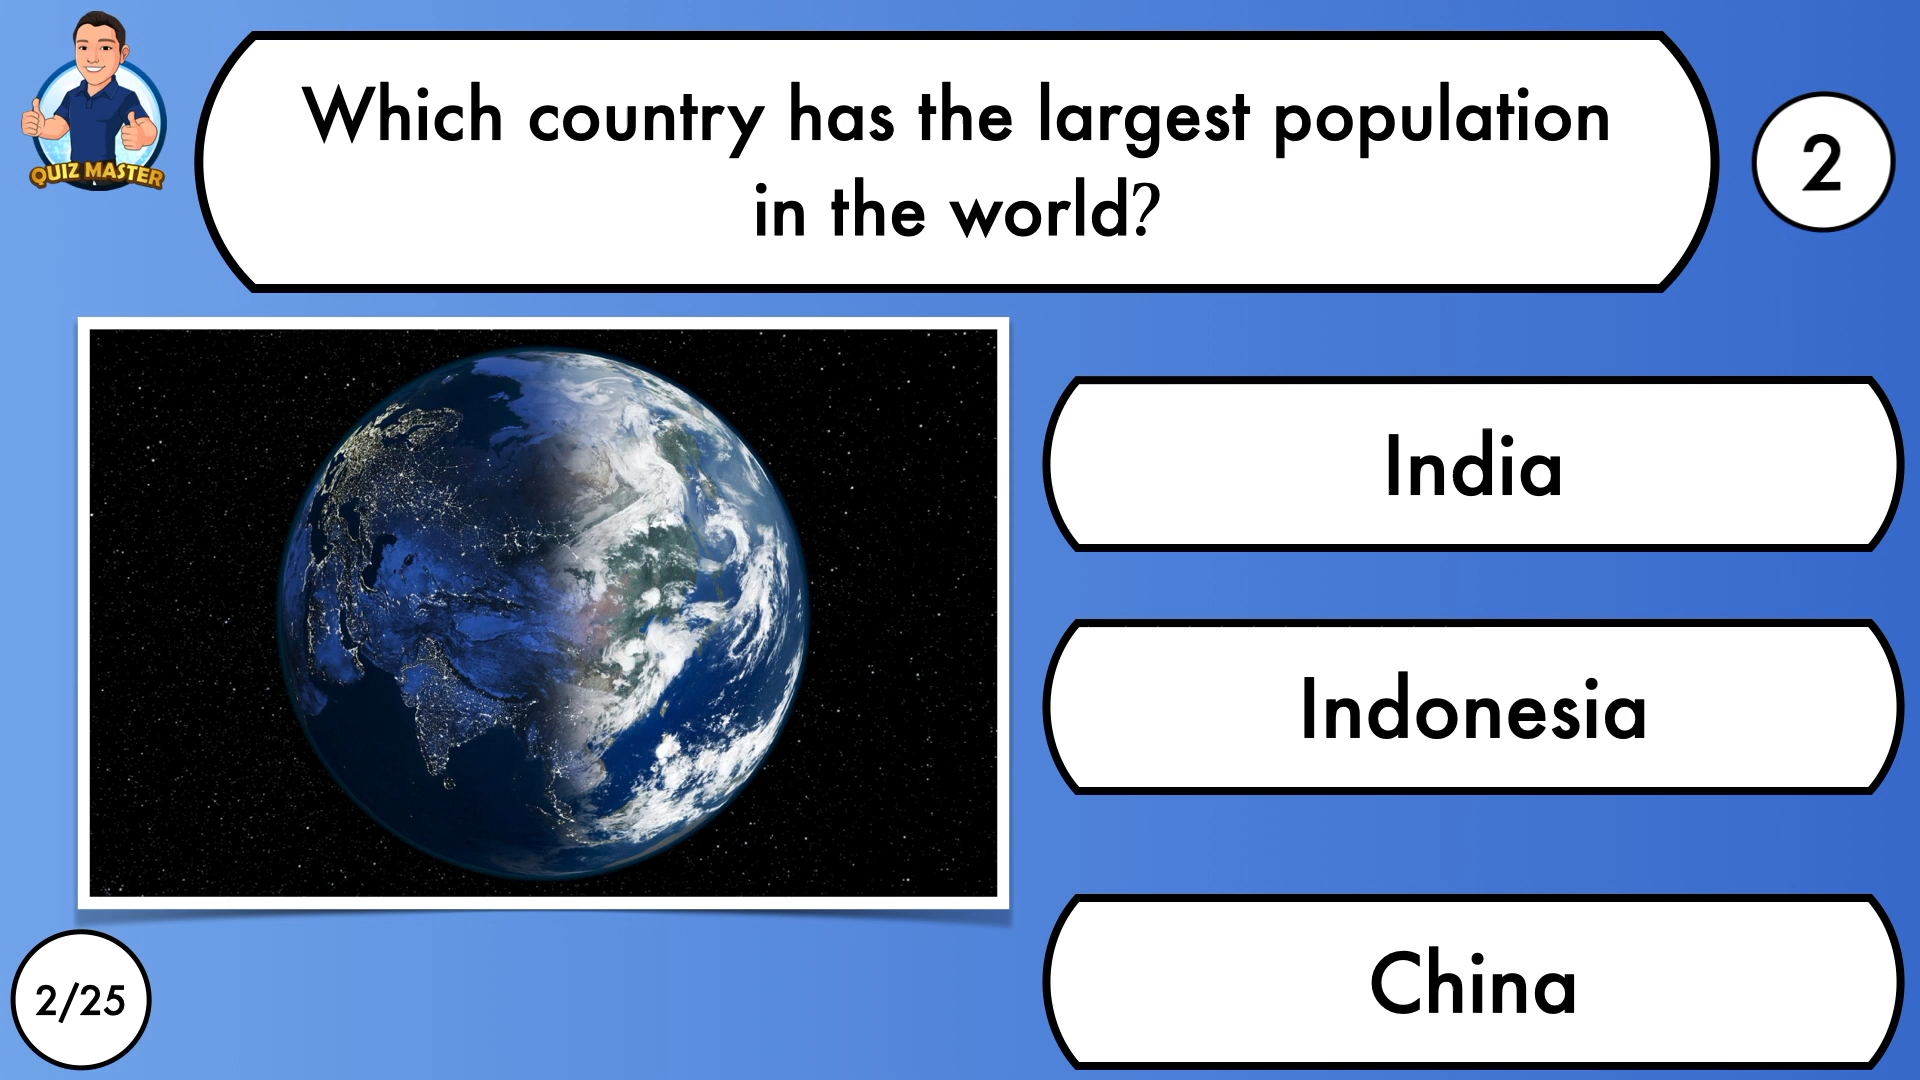 QUIZ MASTER
Which country has the largest population
in the world?
2
India
Indonesia
China
2/25